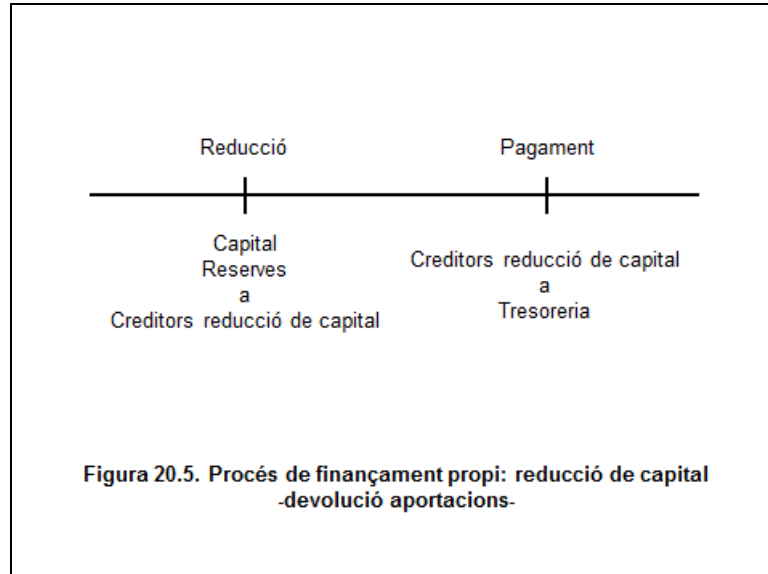 Reducció
Pagament
Capital
Reserves
a
Creditors reducció de capital
Creditors reducció de capital
a
Tresoreria
Figura 20.5. Procés de finançament propi: reducció de capital
-devolució aportacions-